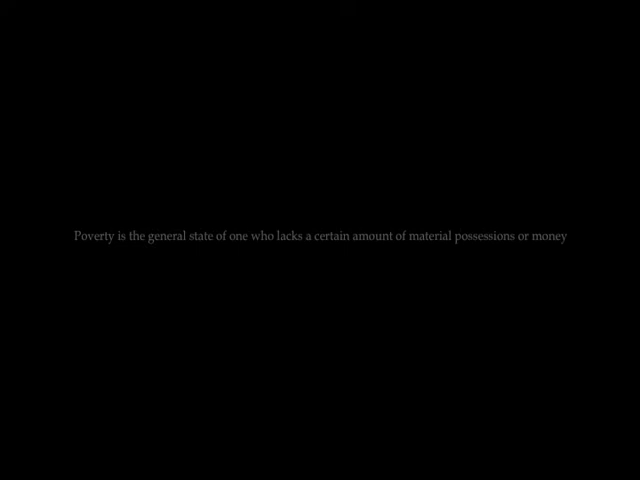 Poverty is the general state of one who lacks a certain amount of material possessions or money